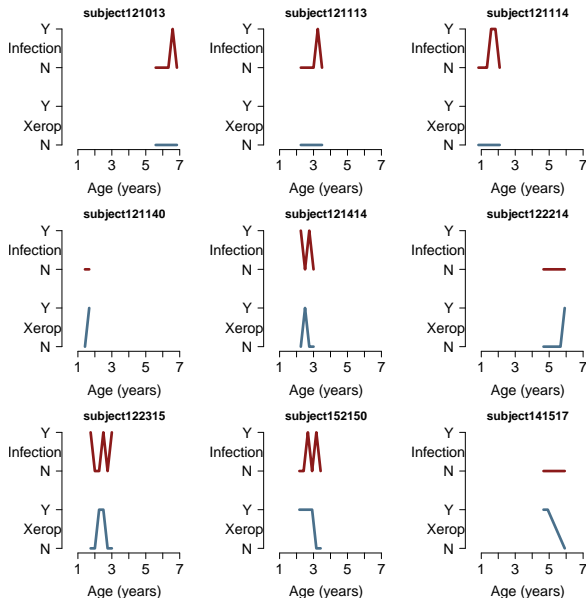 subject121013
Y
Infection
N
Y
Xerop
N
1 3 5 7
Age (years)
subject121113
Y
Infection
N
Y
Xerop
N
1 3 5 7
Age (years)
subject121114
Y
Infection
N
Y
Xerop
N
1 3 5 7
Age (years)
subject121140
Y
Infection
N
Y
Xerop
N
1 3 5 7
Age (years)
subject121414
Y
Infection
N
Y
Xerop
N
1 3 5 7
Age (years)
subject122214
Y
Infection
N
Y
Xerop
N
1 3 5 7
Age (years)
subject122315
Y
Infection
N
Y
Xerop
N
1 3 5 7
Age (years)
subject152150
Y
Infection
N
Y
Xerop
N
1 3 5 7
Age (years)
subject141517
Y
Infection
N
Y
Xerop
N
1 3 5 7
Age (years)